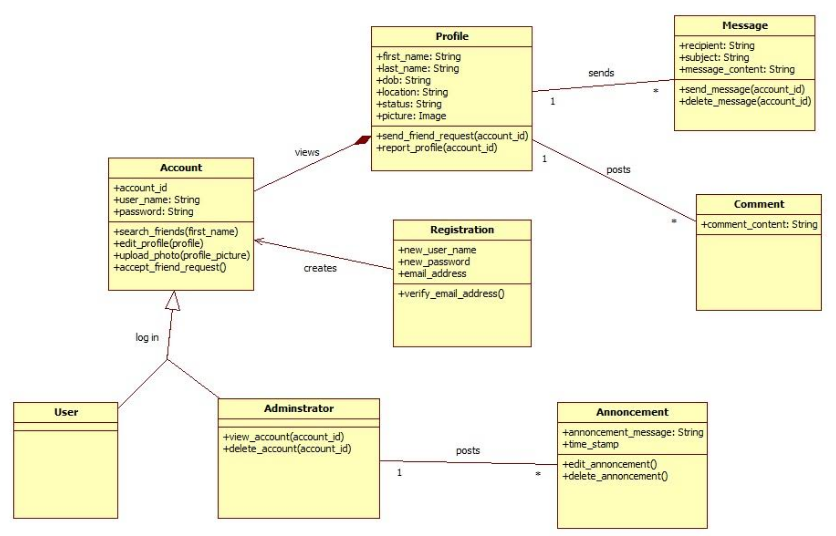 Profile
+first_name: String
+last_name: String
+dob: String
+location: String
+status: String
+picture: Image
+send_friend_request(account_id)
+report_profile(account_id)
Message
+recipient: String
+subject: String
+message_content: String
+send_message(account_id)
+delete_message(account_id)
sends
1
*
views
1
posts
*
Account
+account_id
+user_name: String
+password: String
+search_friends(first_name)
+edit_profile(profile)
+upload_photo(profile_picture)
+accept_friend_request()
Comment
+comment_content: String
Registration
+new_user_name
+new_password
+email_address
+verify_email_address()
creates
log in
User
Adminstrator
+view_account(account_id)
+delete_account(account_id)
posts
1
*
Annoncement
+annoncement_message: String
+time_stamp
+edit_annoncement()
+delete_annoncement()